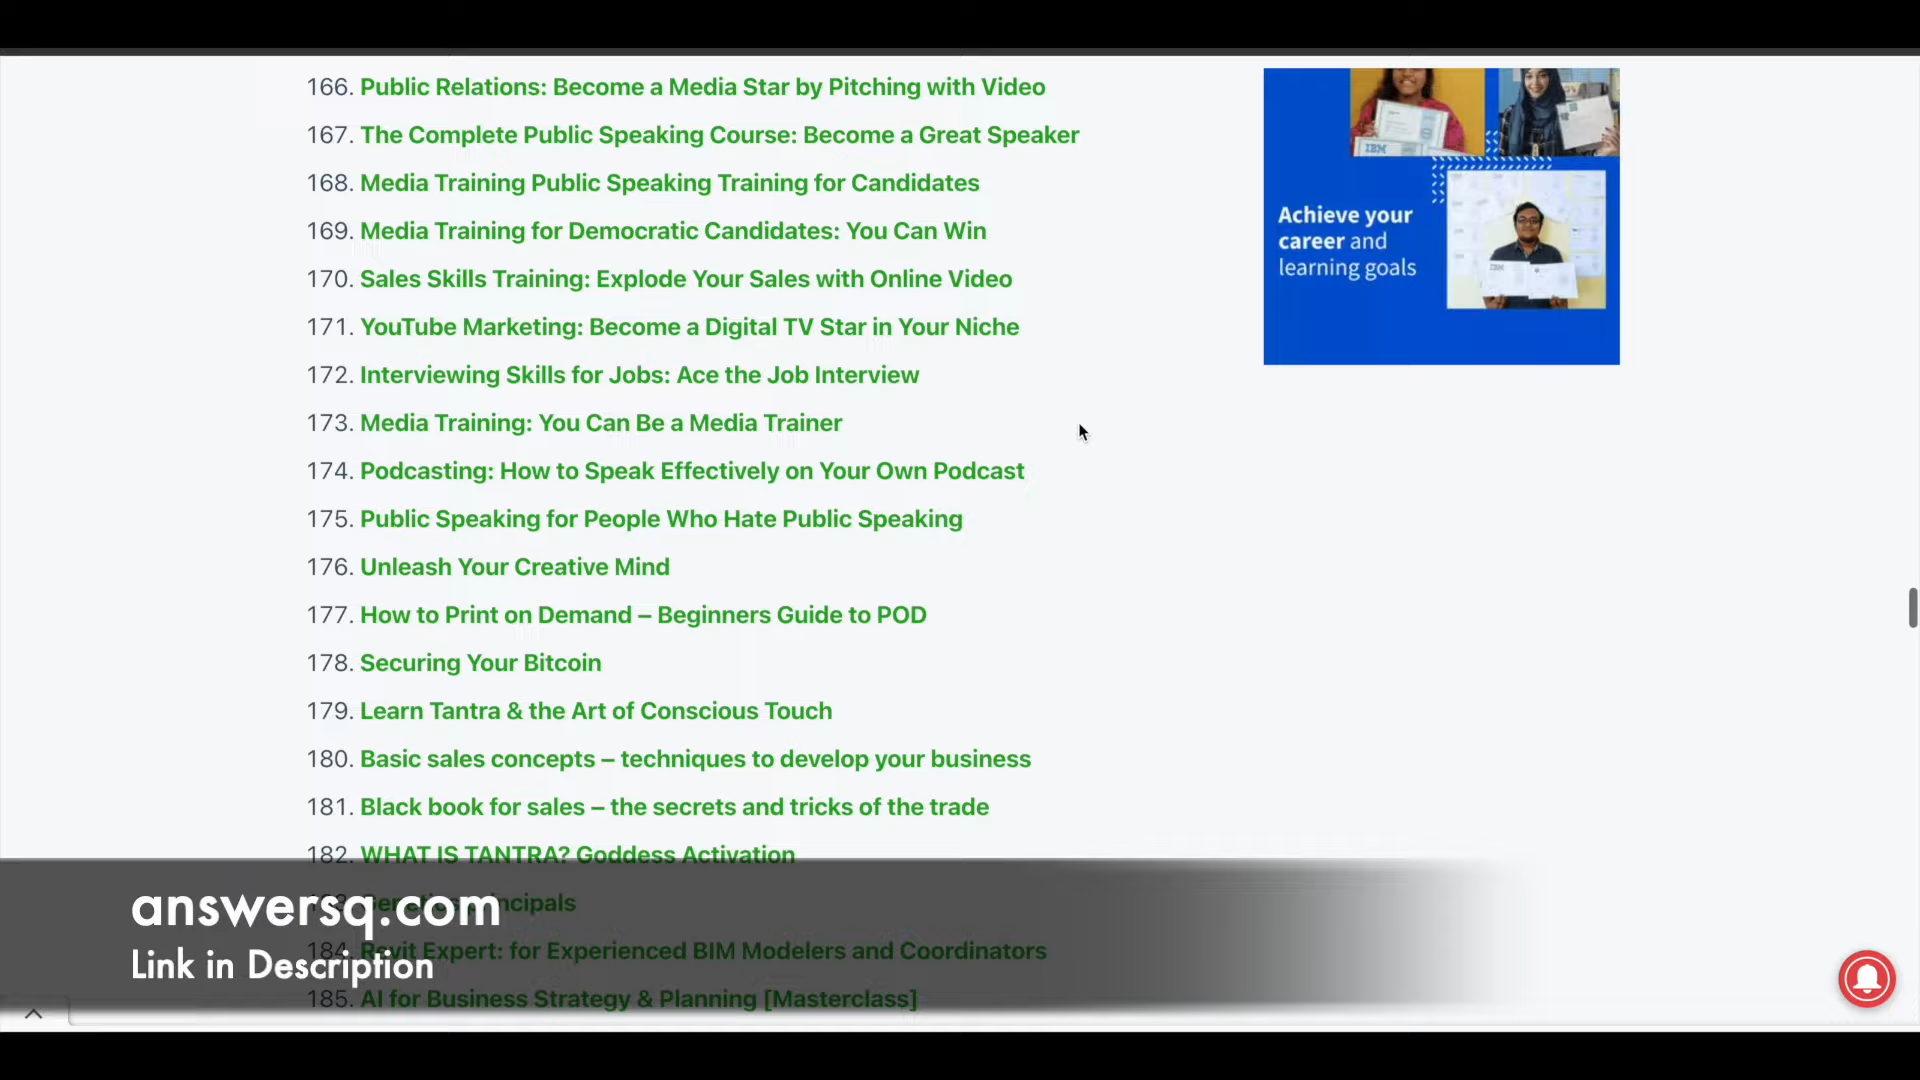 166. Public Relations: Become a Media Star by Pitching with Video
167. The Complete Public Speaking Course: Become a Great Speaker
168. Media Training Public Speaking Training for Candidates
169. Media Training for Democratic Candidates: You Can Win
170. Sales Skills Training: Explode Your Sales with Online Video
171. YouTube Marketing: Become a Digital TV Star in Your Niche
172. Interviewing Skills for Jobs: Ace the Job Interview
173. Media Training: You Can Be a Media Trainer
174. Podcasting: How to Speak Effectively on Your Own Podcast
175. Public Speaking for People Who Hate Public Speaking
176. Unleash Your Creative Mind
177. How to Print on Demand – Beginners Guide to POD
178. Securing Your Bitcoin
179. Learn Tantra & the Art of Conscious Touch
180. Basic sales concepts – techniques to develop your business
181. Black book for sales – the secrets and tricks of the trade
182. WHAT IS TANTRA? Goddess Activation
184. Revit Expert: for Experienced BIM Modelers and Coordinators
185. AI for Business Strategy & Planning [Masterclass]
IBM
Achieve your
career and
learning goals
IBM
answersq.com
Link in Description